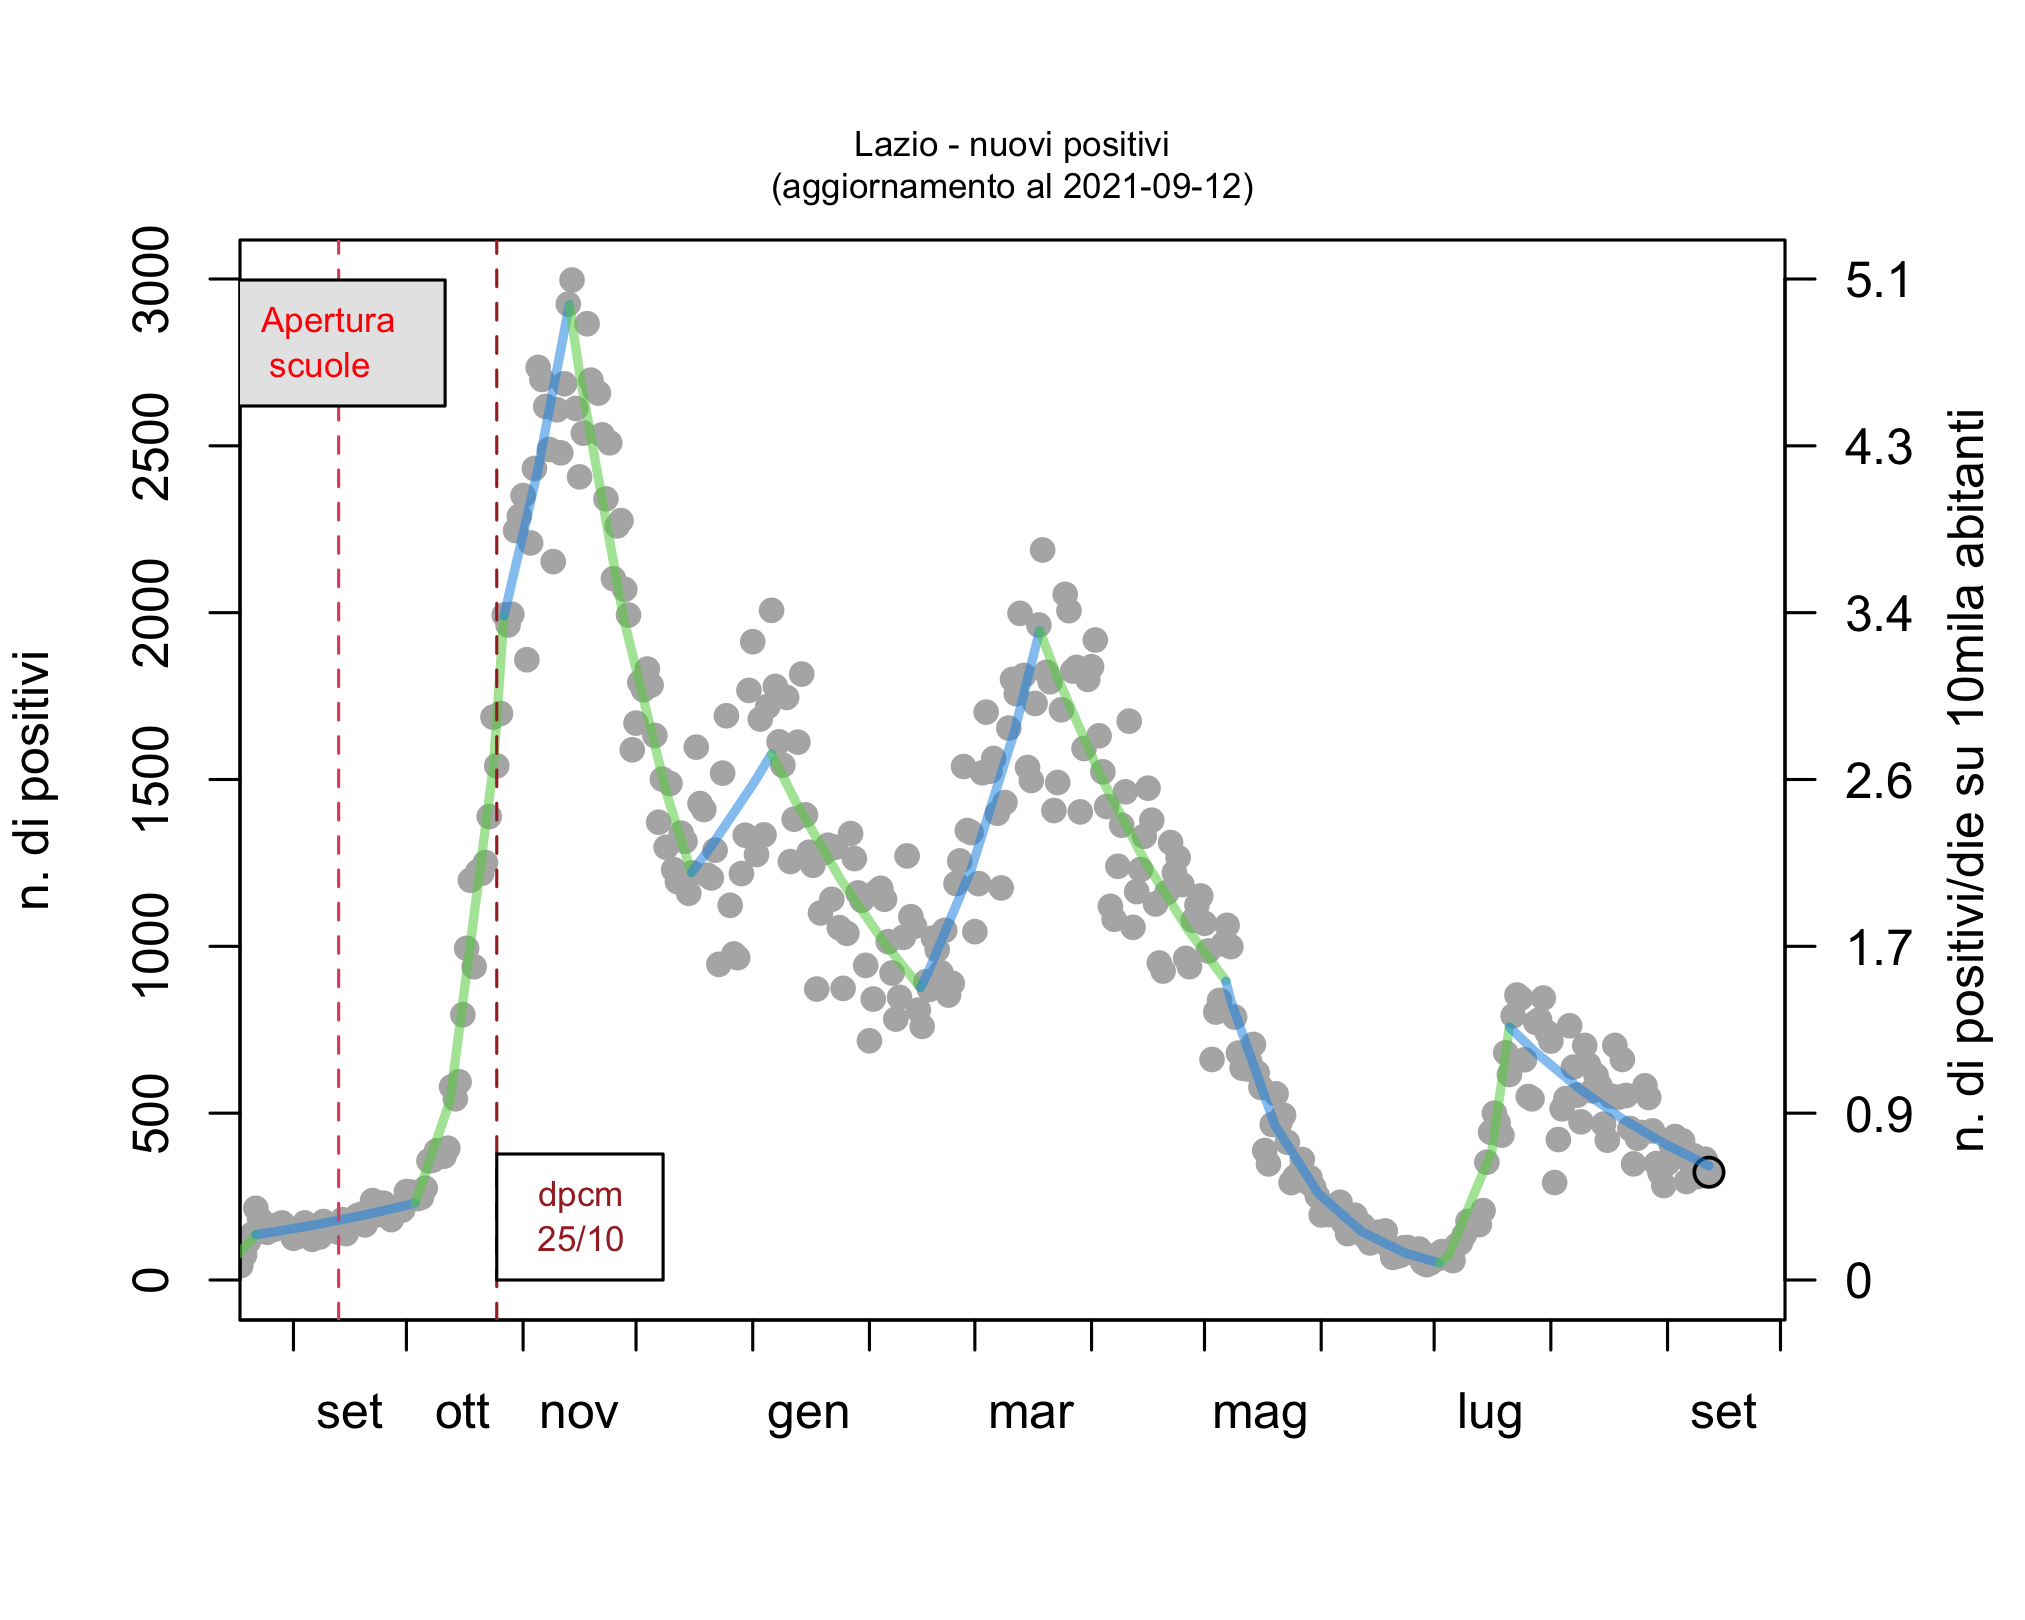 Lazio - nuovi positivi
(aggiornamento al 2021-09-12)
n. di positivi
3000
2500
2000
1500
1000
500
0
Apertura
scuole
dpcm
25/10
5.1
4.3
3.4
2.6
1.7
0.9
0
n. di positivi/die su 10mila abitanti
set ott nov gen mar mag lug set